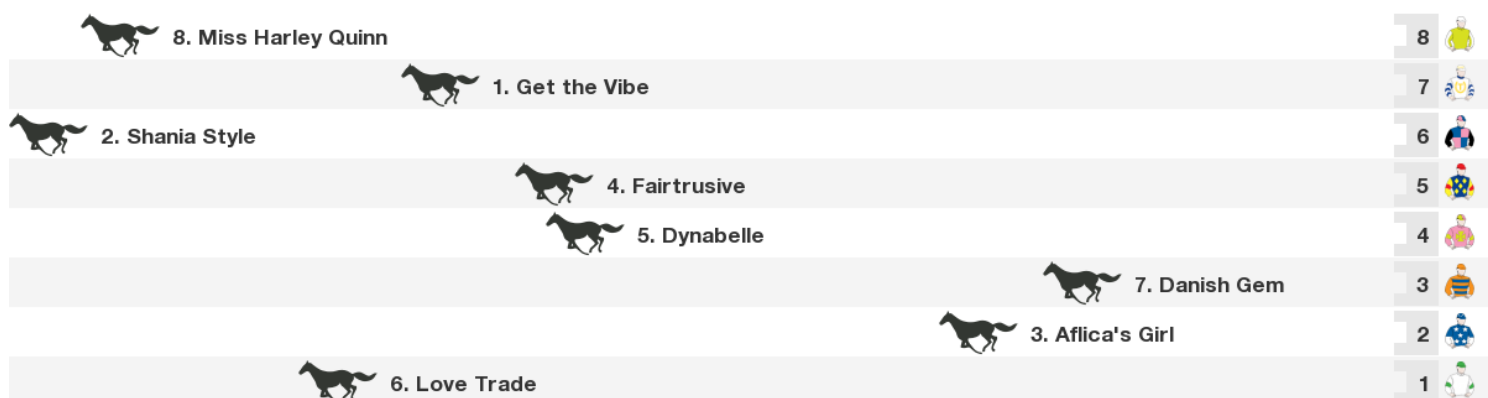 8. Miss Harley Quinn 8
1. Get the Vibe 7
2. Shania Style 6
4. Fairtrusive 5
5. Dynabelle 4
7. Danish Gem 3
3. Aflica's Girl 2
6. Love Trade 1